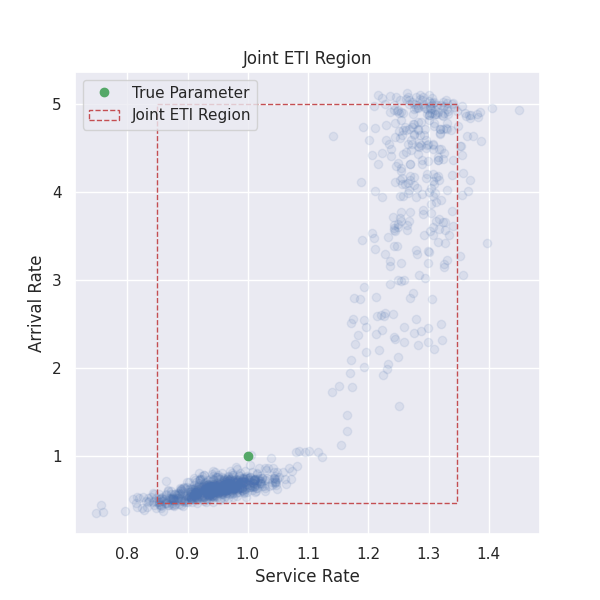 Joint ETI Region
True Parameter
Joint ETI Region
Arrival Rate
5
4
3
2
1
0.8 0.9 1.0 1.1 1.2 1.3 1.4
Service Rate